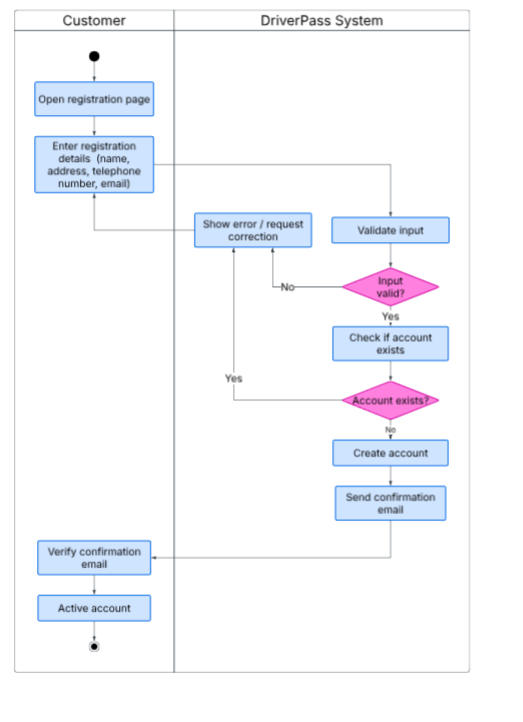 Customer
DriverPass System
Open registration page
Enter registration
details (name,
address, telephone
number, email)
Show error / request
correction
Validate input
Input
valid?
No
Yes
Check if account
exists
Yes
Account exists?
No
Create account
Send confirmation
email
Verify confirmation
email
Active account